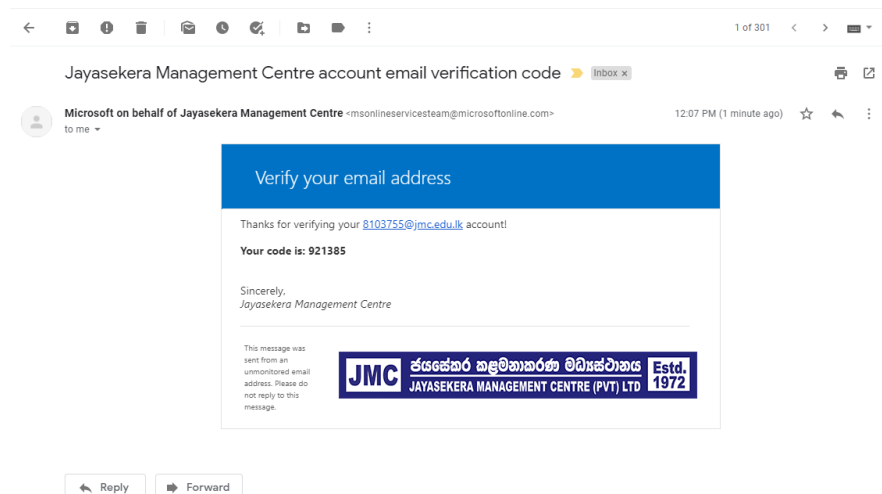 1 of 301
Jayasekera Management Centre account email verification code
Inbox x
Microsoft on behalf of Jayasekera Management Centre <msonlineservicesteam@microsoftonline.com>
12:07 PM (1 minute ago)
to me
Verify your email address
Thanks for verifying your 8103755@jmc.edu.lk account!
Your code is: 921385
Sincerely,
Jayasekera Management Centre
This message was
sent from an
unmonitored email
address. Please do
not reply to this
message.
JMC
ජයසේකර කළමනාකරණ මධ්‍යස්ථානය
JAYASEKERA MANAGEMENT CENTRE (PVT) LTD
Estd.
1972
Reply
Forward